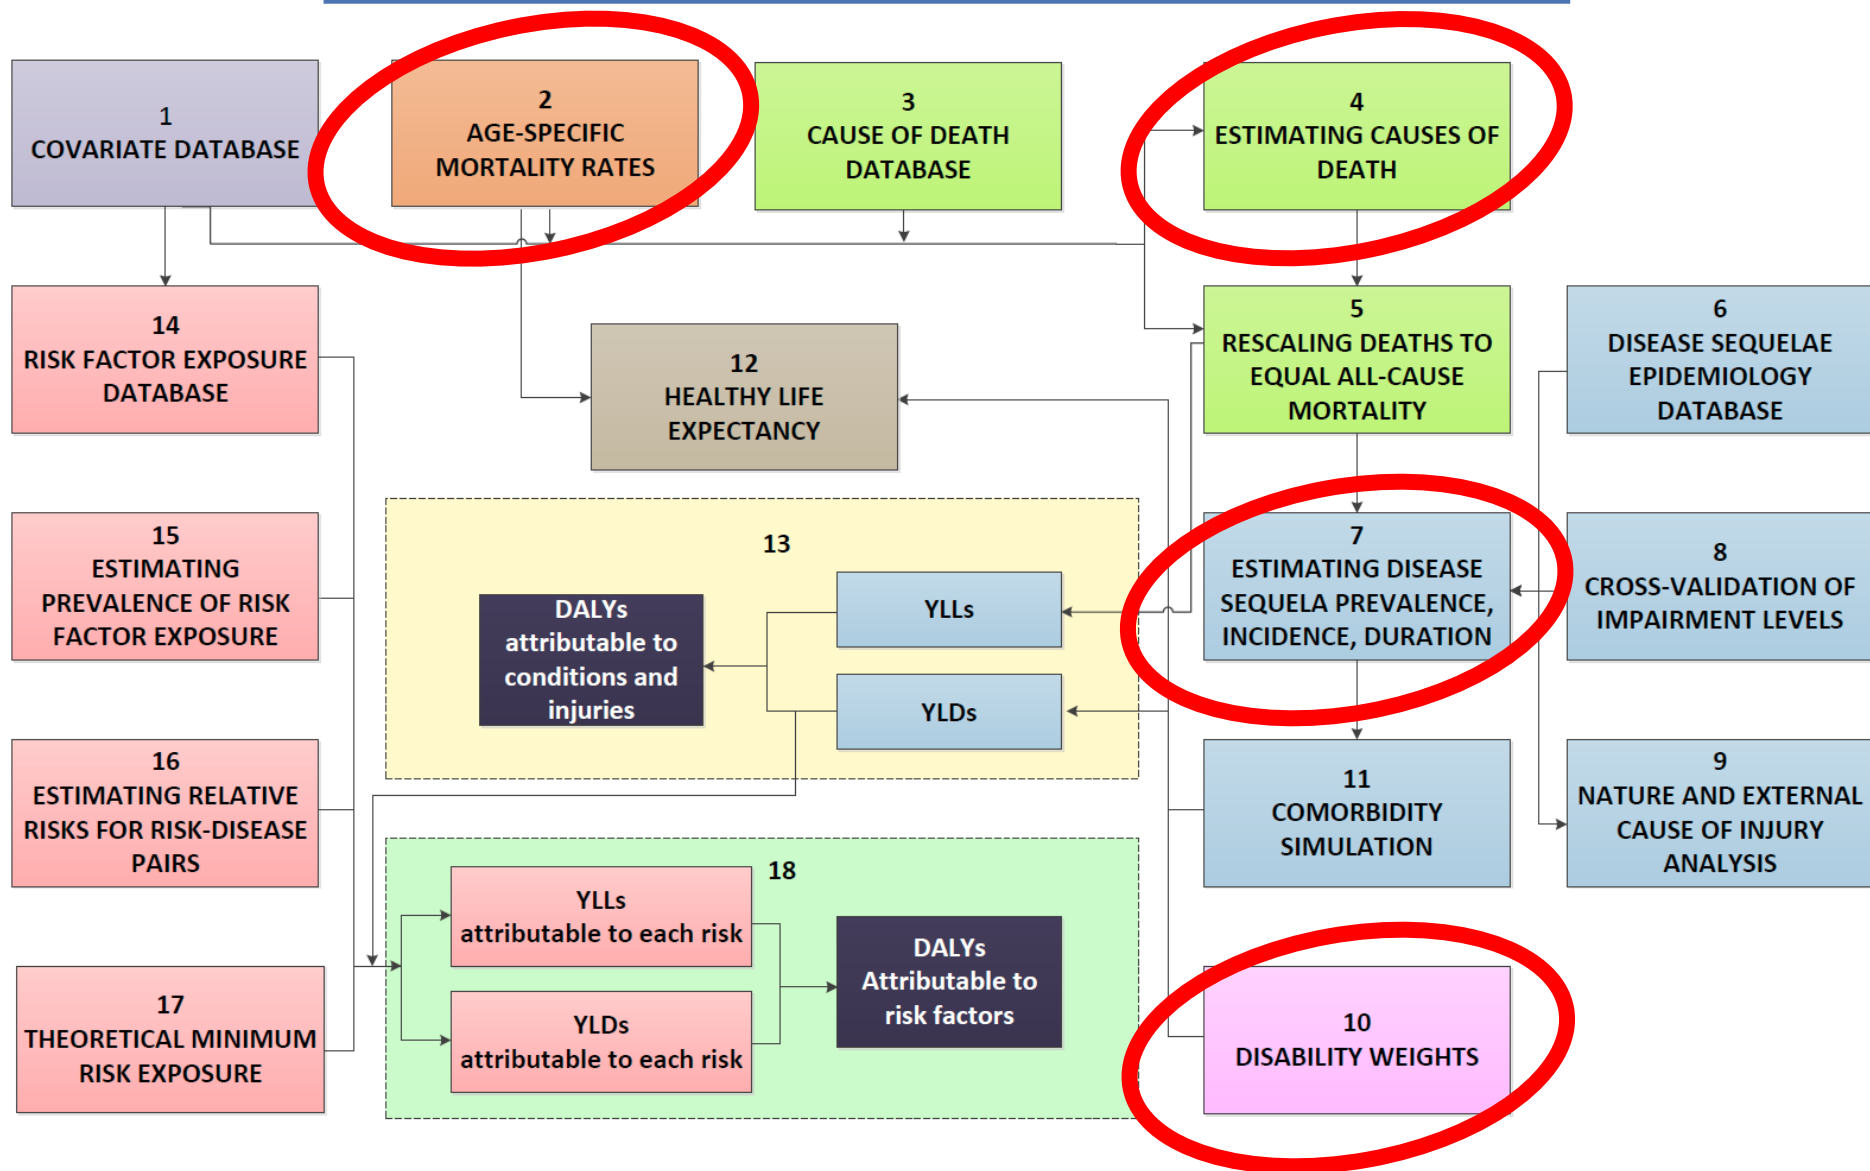 1
COVARIATE DATABASE
2
AGE-SPECIFIC
MORTALITY RATES
3
CAUSE OF DEATH
DATABASE
4
ESTIMATING CAUSES OF
DEATH
14
RISK FACTOR EXPOSURE
DATABASE
12
HEALTHY LIFE
EXPECTANCY
5
RESCALING DEATHS TO
EQUAL ALL-CAUSE
MORTALITY
6
DISEASE SEQUELAE
EPIDEMIOLOGY
DATABASE
15
ESTIMATING
PREVALENCE OF RISK
FACTOR EXPOSURE
13
DALYs
attributable to
conditions and
injuries
YLLs
YLDs
7
ESTIMATING DISEASE
SEQUELA PREVALENCE,
INCIDENCE, DURATION
8
CROSS-VALIDATION OF
IMPAIRMENT LEVELS
16
ESTIMATING RELATIVE
RISKS FOR RISK-DISEASE
PAIRS
11
COMORBIDITY
SIMULATION
9
NATURE AND EXTERNAL
CAUSE OF INJURY
ANALYSIS
18
YLLs
attributable to each risk
YLDs
attributable to each risk
DALYs
Attributable to
risk factors
17
THEORETICAL MINIMUM
RISK EXPOSURE
10
DISABILITY WEIGHTS